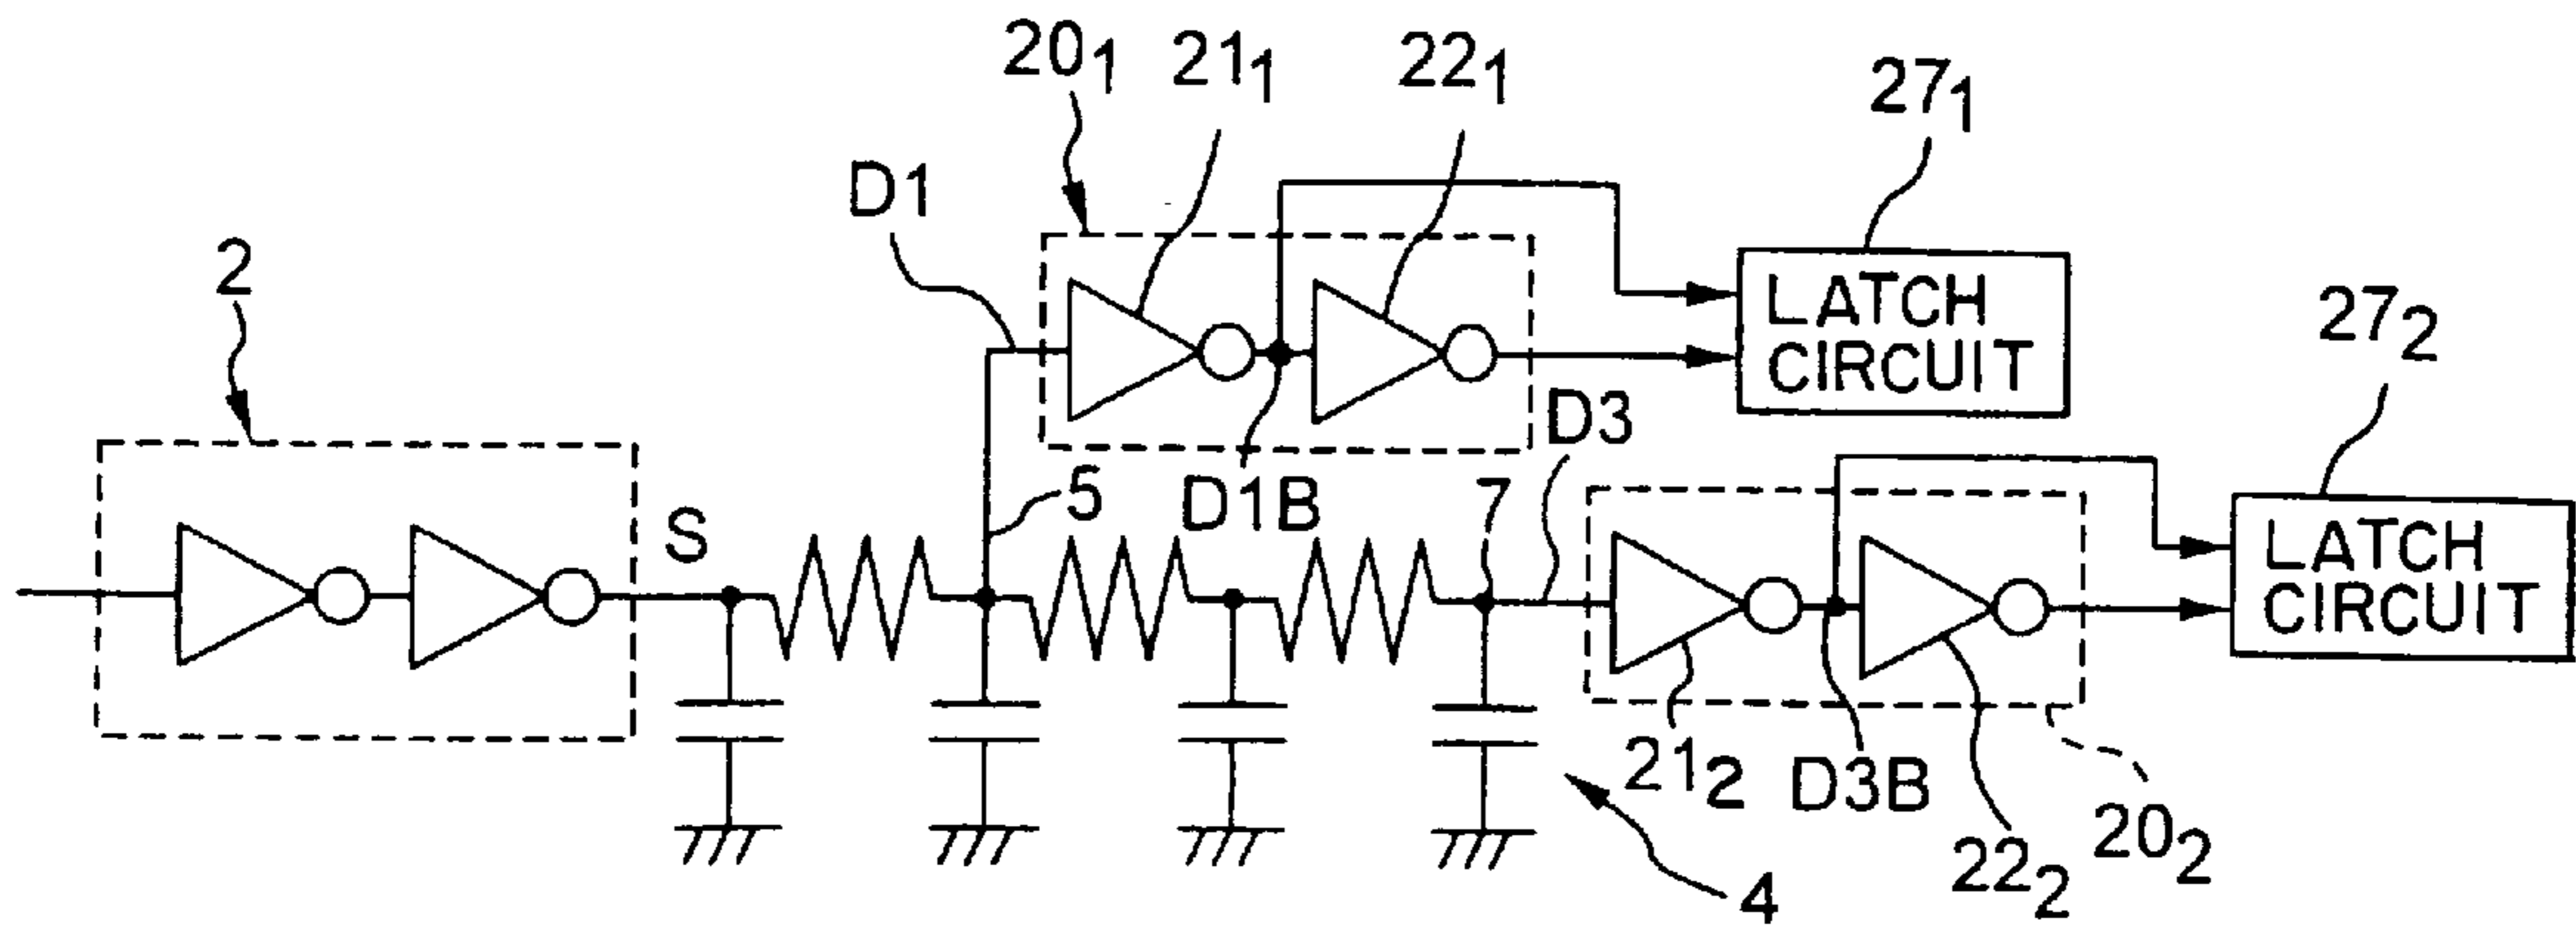 20₁
21₁
22₁
27₁
D1
2
LATCH
CIRCUIT
27₂
D3
S
5
D1B
7
LATCH
CIRCUIT
21₂
D3B
22₂
20₂
4